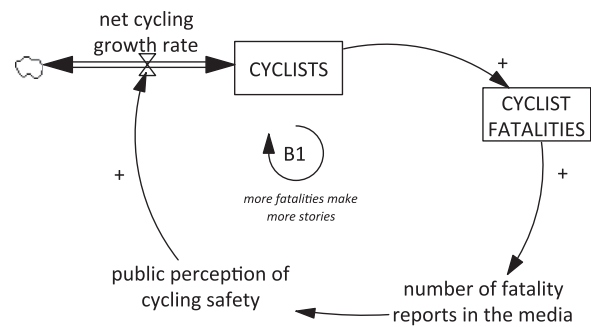 net cycling
growth rate
CYCLISTS
+
CYCLIST
FATALITIES
B1
+
+
more fatalities make
more stories
public perception of
cycling safety
number of fatality
reports in the media